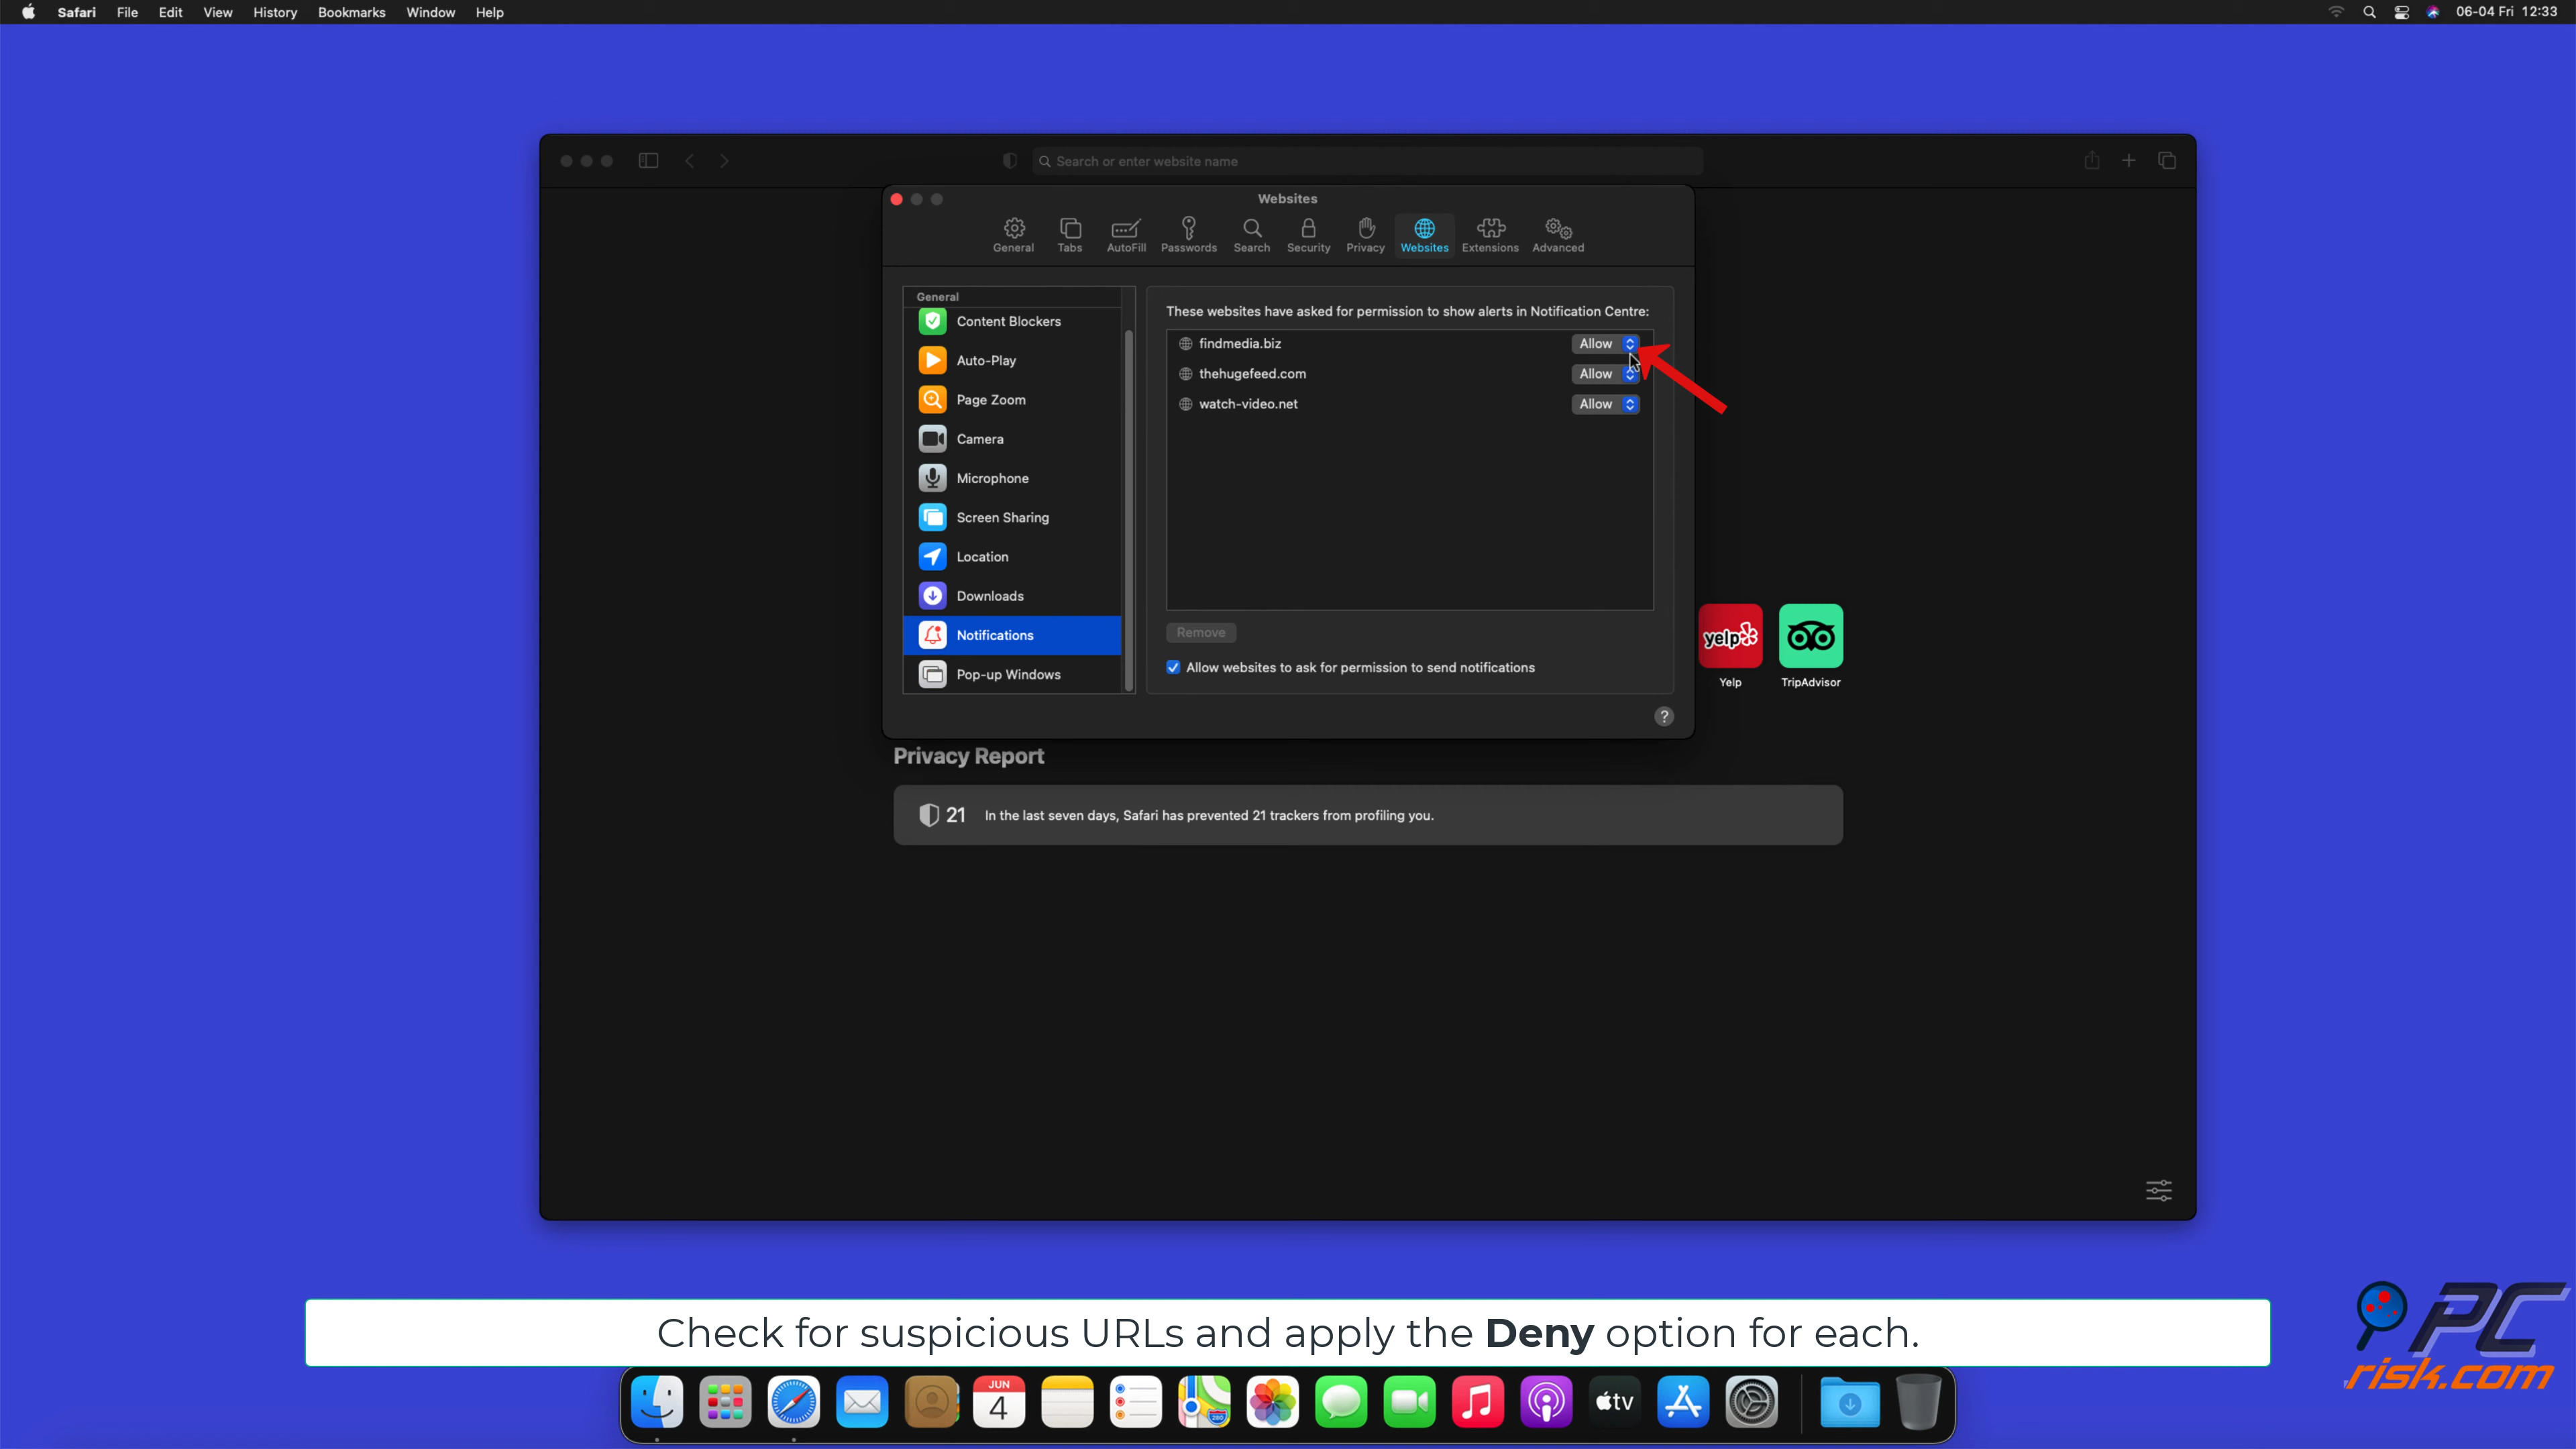 Safari File Edit View History Bookmarks Window Help
06-04 Fri 12:33
Search or enter website name
Websites
General Tabs AutoFill Passwords Search Security Privacy Websites Extensions Advanced
General
Content Blockers
Auto-Play
Page Zoom
Camera
Microphone
Screen Sharing
Location
Downloads
Notifications
Pop-up Windows
These websites have asked for permission to show alerts in Notification Centre:
findmedia.biz Allow
thehugefeed.com Allow
watch-video.net Allow
Remove
Allow websites to ask for permission to send notifications
?
yelp
Yelp
TripAdvisor
Privacy Report
21 In the last seven days, Safari has prevented 21 trackers from profiling you.
Check for suspicious URLs and apply the Deny option for each.
JUN
4
280
tv
PC
risk.com